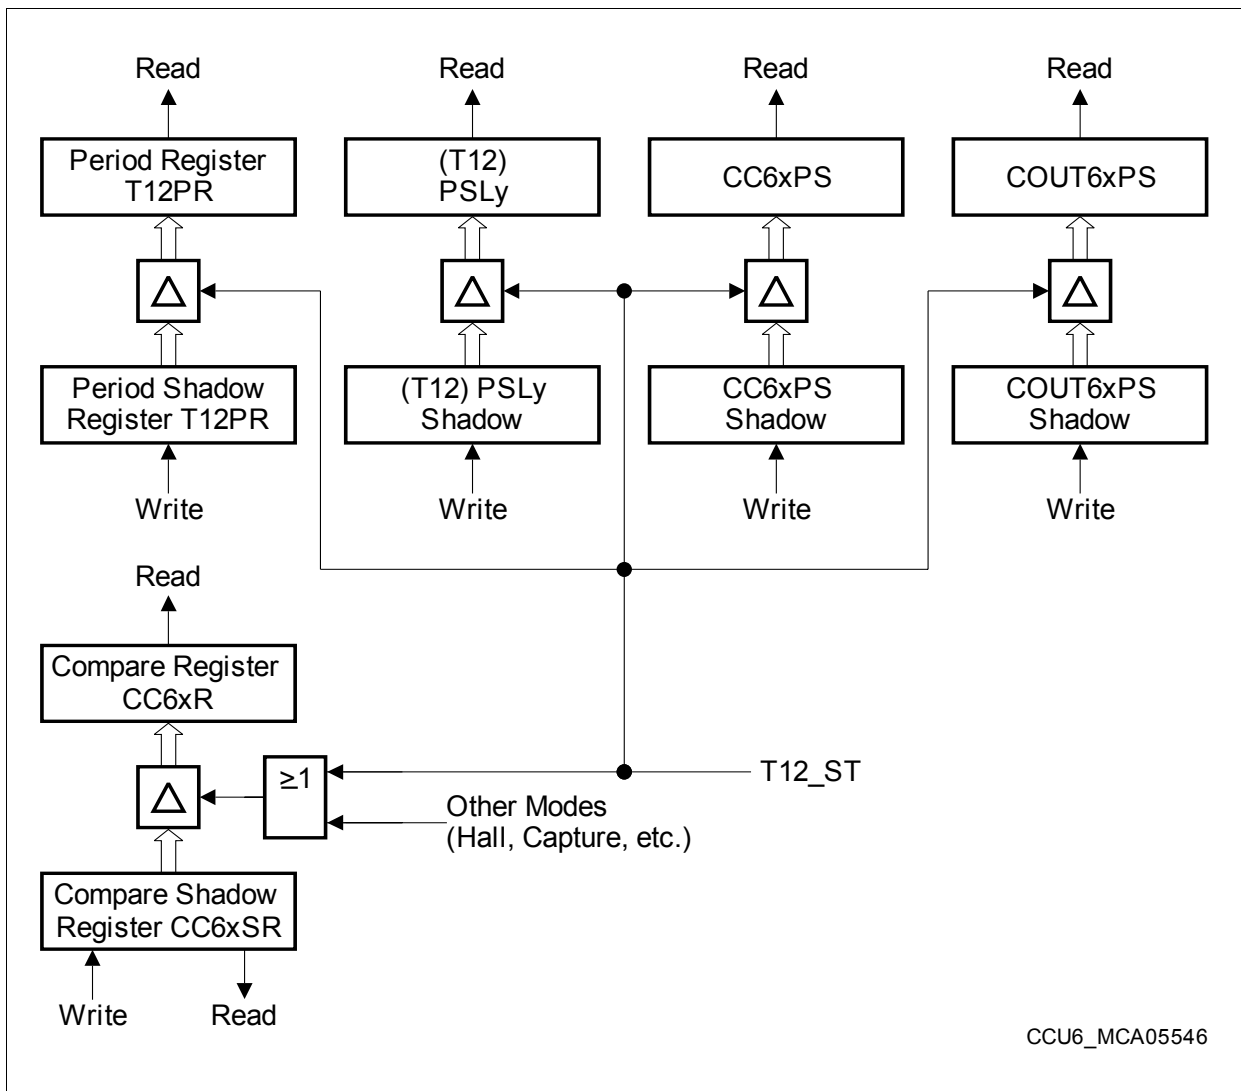 Read
Read
Read
Read
Period Register
T12PR
(T12)
PSLy
CC6xPS
COUT6xPS
Period Shadow
Register T12PR
(T12) PSLy
Shadow
CC6xPS
Shadow
COUT6xPS
Shadow
Write
Write
Write
Write
Read
Compare Register
CC6xR
≥1
T12_ST
Other Modes
(Hall, Capture, etc.)
Compare Shadow
Register CC6xSR
Write
Read
CCU6_MCA05546